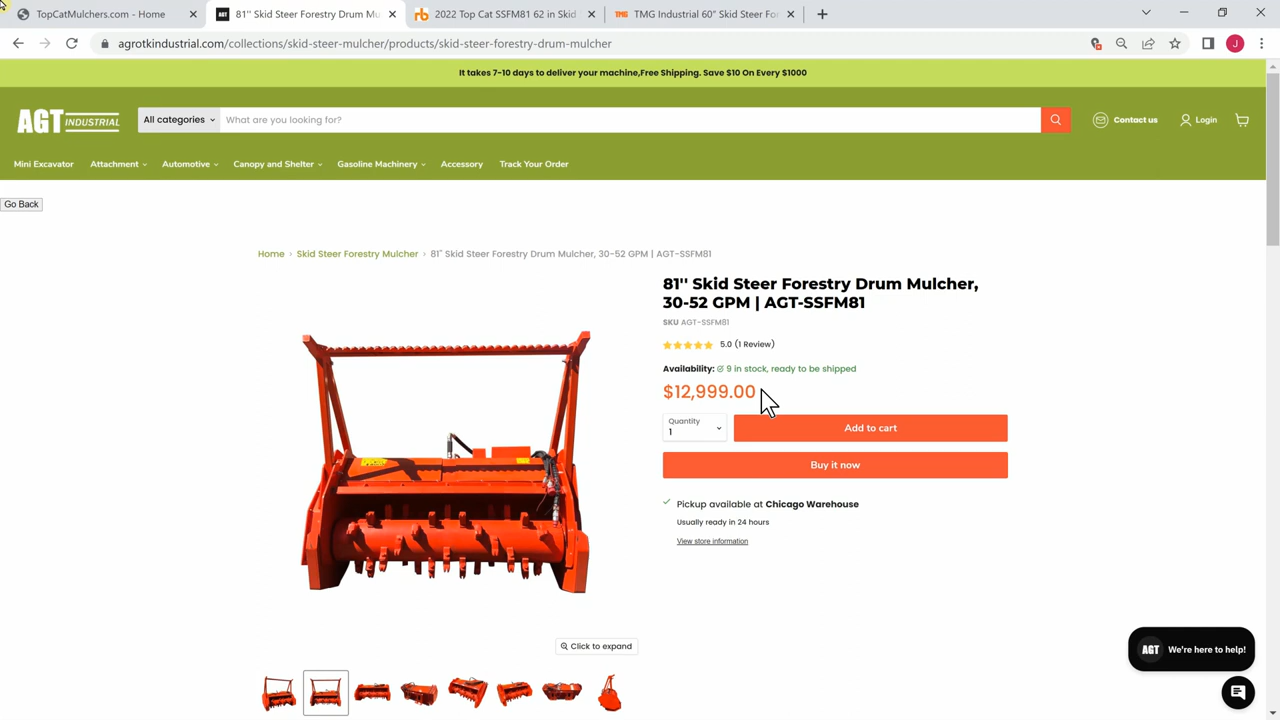 TopCatMulchers.com - Home
AGT
81'' Skid Steer Forestry Drum Mu
rb
2022 Top Cat SSFM81 62 in Skid
TMG
TMG Industrial 60" Skid Steer For
agrotkindustrial.com/collections/skid-steer-mulcher/products/skid-steer-forestry-drum-mulcher
J
It takes 7-10 days to deliver your machine,Free Shipping. Save $10 On Every $1000
AGT INDUSTRIAL
All categories
What are you looking for?
Contact us
Login
Mini Excavator
Attachment
Automotive
Canopy and Shelter
Gasoline Machinery
Accessory
Track Your Order
Go Back
Home › Skid Steer Forestry Mulcher › 81'' Skid Steer Forestry Drum Mulcher, 30-52 GPM | AGT-SSFM81
81'' Skid Steer Forestry Drum Mulcher,
30-52 GPM | AGT-SSFM81
SKU AGT-SSFM81
5.0 (1 Review)
Availability: 9 in stock, ready to be shipped
$12,999.00
Quantity
1
Add to cart
Buy it now
Pickup available at Chicago Warehouse
Usually ready in 24 hours
View store information
Click to expand
AGT
We're here to help!